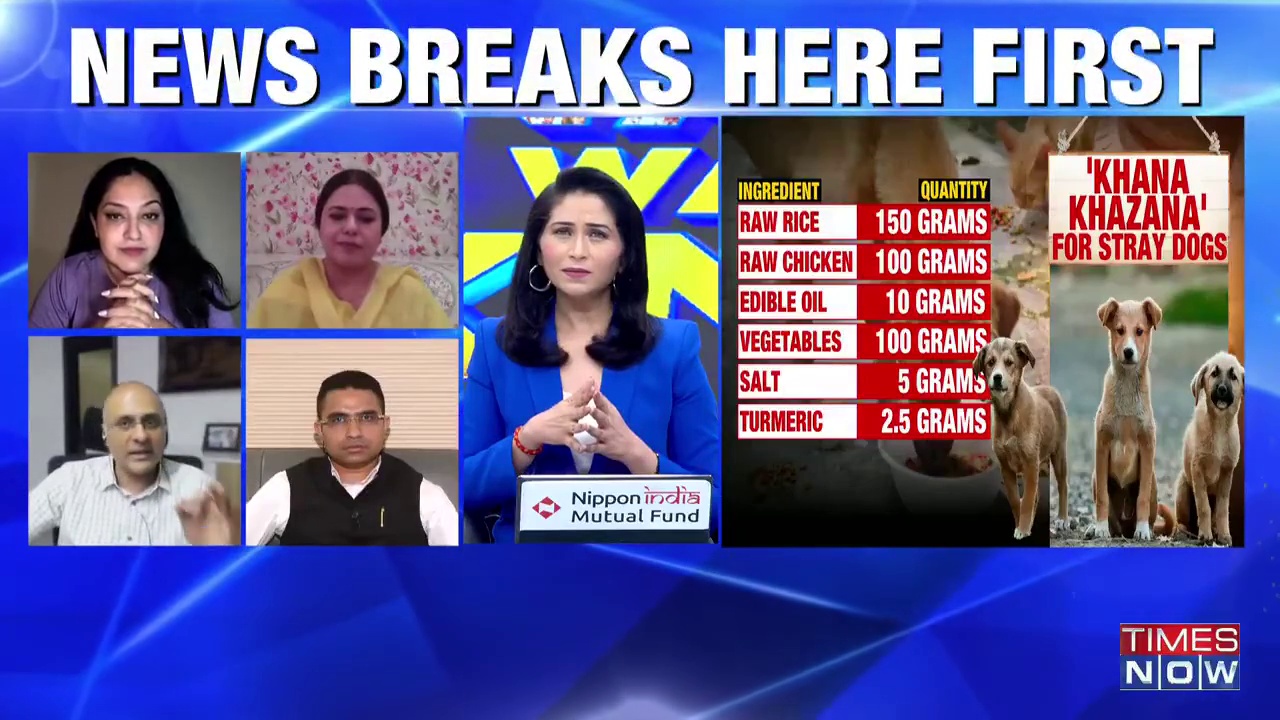 NEWS BREAKS HERE FIRST
INGREDIENT QUANTITY
RAW RICE 150 GRAMS
RAW CHICKEN 100 GRAMS
EDIBLE OIL 10 GRAMS
VEGETABLES 100 GRAMS
SALT 5 GRAMS
TURMERIC 2.5 GRAMS
'KHANA
KHAZANA'
FOR STRAY DOGS
Nippon india
Mutual Fund
TIMES
NOW